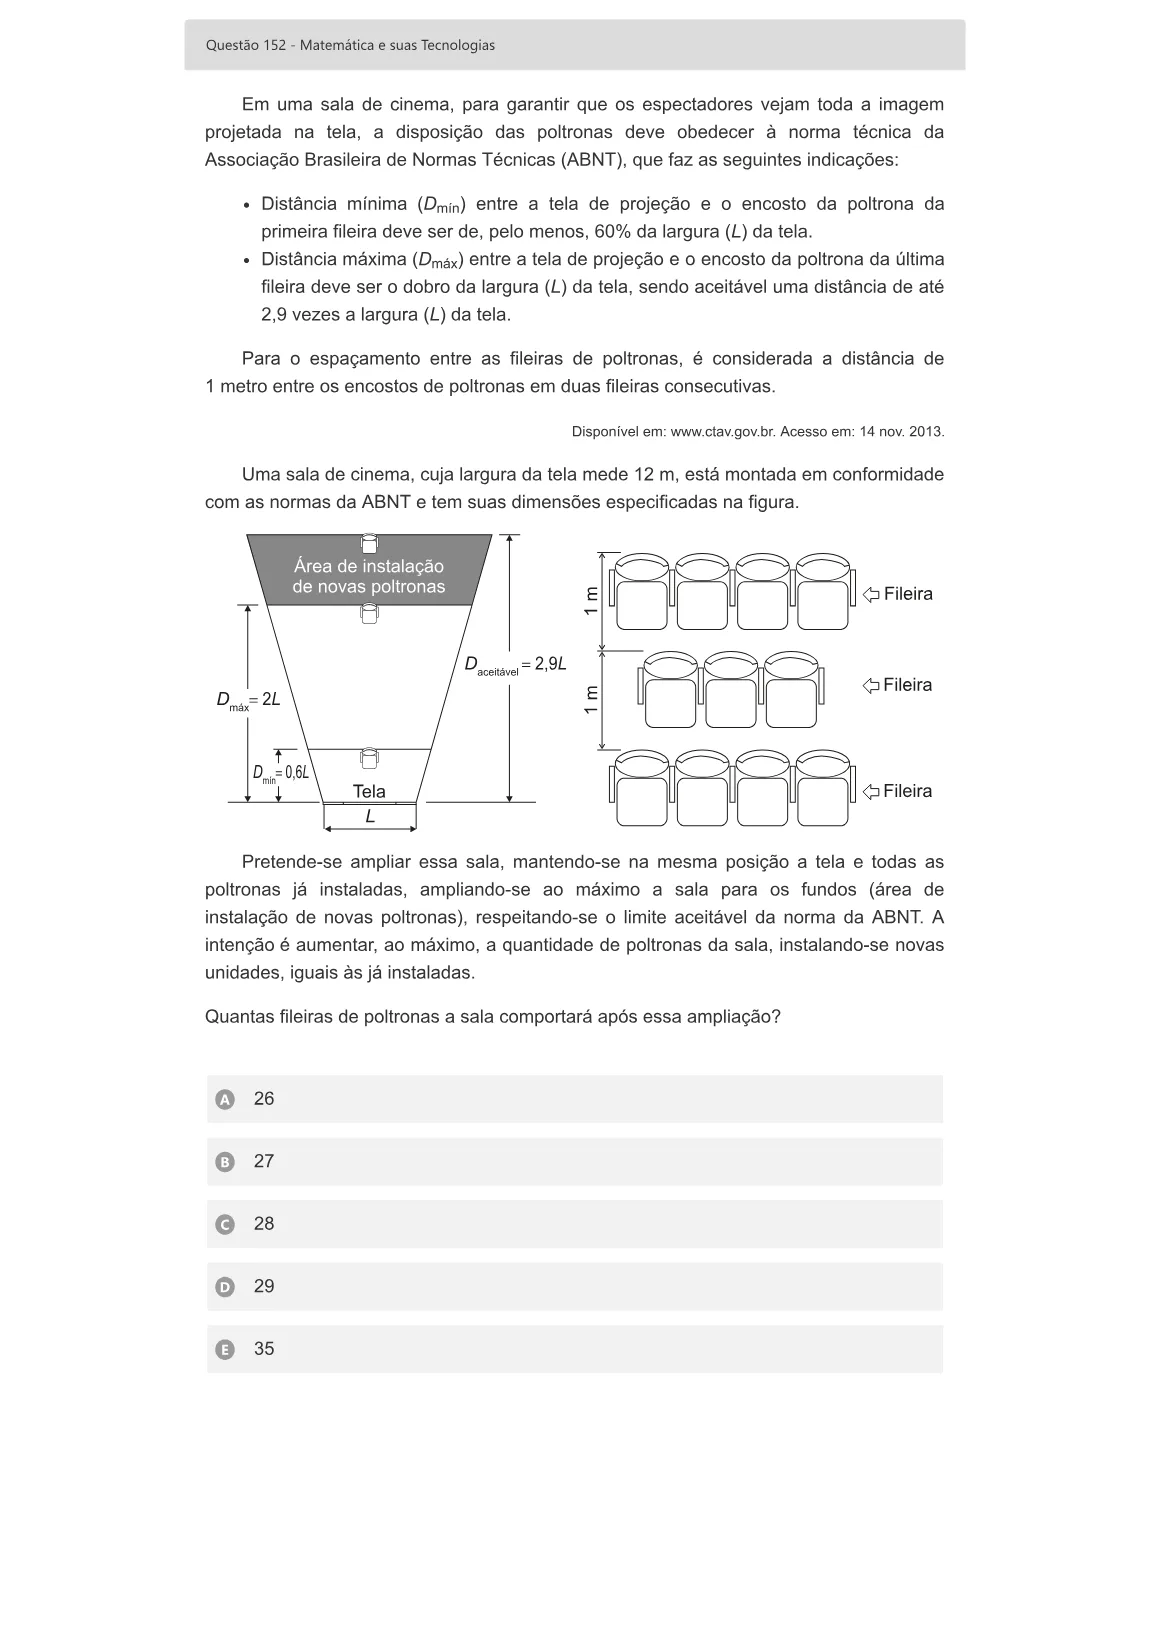 Questão 152 - Matemática e suas Tecnologias
Em uma sala de cinema, para garantir que os espectadores vejam toda a imagem
projetada na tela, a disposição das poltronas deve obedecer à norma técnica da
Associação Brasileira de Normas Técnicas (ABNT), que faz as seguintes indicações:
• Distância mínima (Dmín) entre a tela de projeção e o encosto da poltrona da
primeira fileira deve ser de, pelo menos, 60% da largura (L) da tela.
• Distância máxima (Dmáx) entre a tela de projeção e o encosto da poltrona da última
fileira deve ser o dobro da largura (L) da tela, sendo aceitável uma distância de até
2,9 vezes a largura (L) da tela.
Para o espaçamento entre as fileiras de poltronas, é considerada a distância de
1 metro entre os encostos de poltronas em duas fileiras consecutivas.
Disponível em: www.ctav.gov.br. Acesso em: 14 nov. 2013.
Uma sala de cinema, cuja largura da tela mede 12 m, está montada em conformidade
com as normas da ABNT e tem suas dimensões especificadas na figura.
Área de instalação
de novas poltronas
Daceitável = 2,9L
Dmáx = 2L
Dmín = 0,6L
Tela
L
1 m
Fileira
1 m
Fileira
Fileira
Pretende-se ampliar essa sala, mantendo-se na mesma posição a tela e todas as
poltronas já instaladas, ampliando-se ao máximo a sala para os fundos (área de
instalação de novas poltronas), respeitando-se o limite aceitável da norma da ABNT. A
intenção é aumentar, ao máximo, a quantidade de poltronas da sala, instalando-se novas
unidades, iguais às já instaladas.
Quantas fileiras de poltronas a sala comportará após essa ampliação?
A 26
B 27
C 28
D 29
E 35